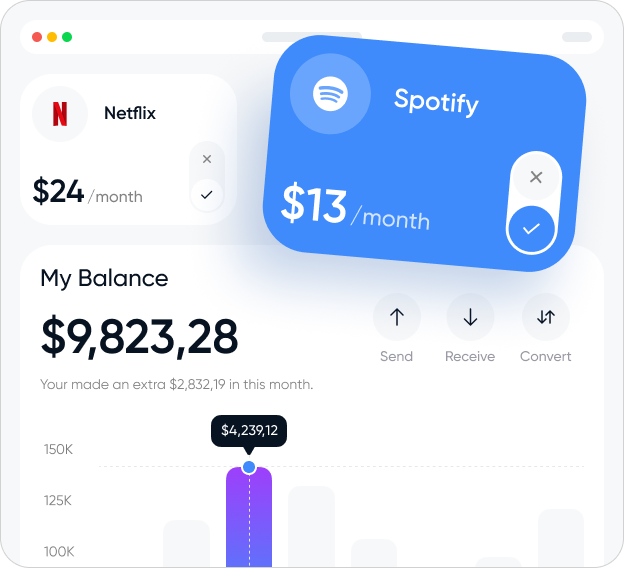 Netflix
$24 /month
Spotify
$13 /month
My Balance
$9,823,28
Your made an extra $2,832,19 in this month.
Send
Receive
Convert
$4,239,12
150K
125K
100K